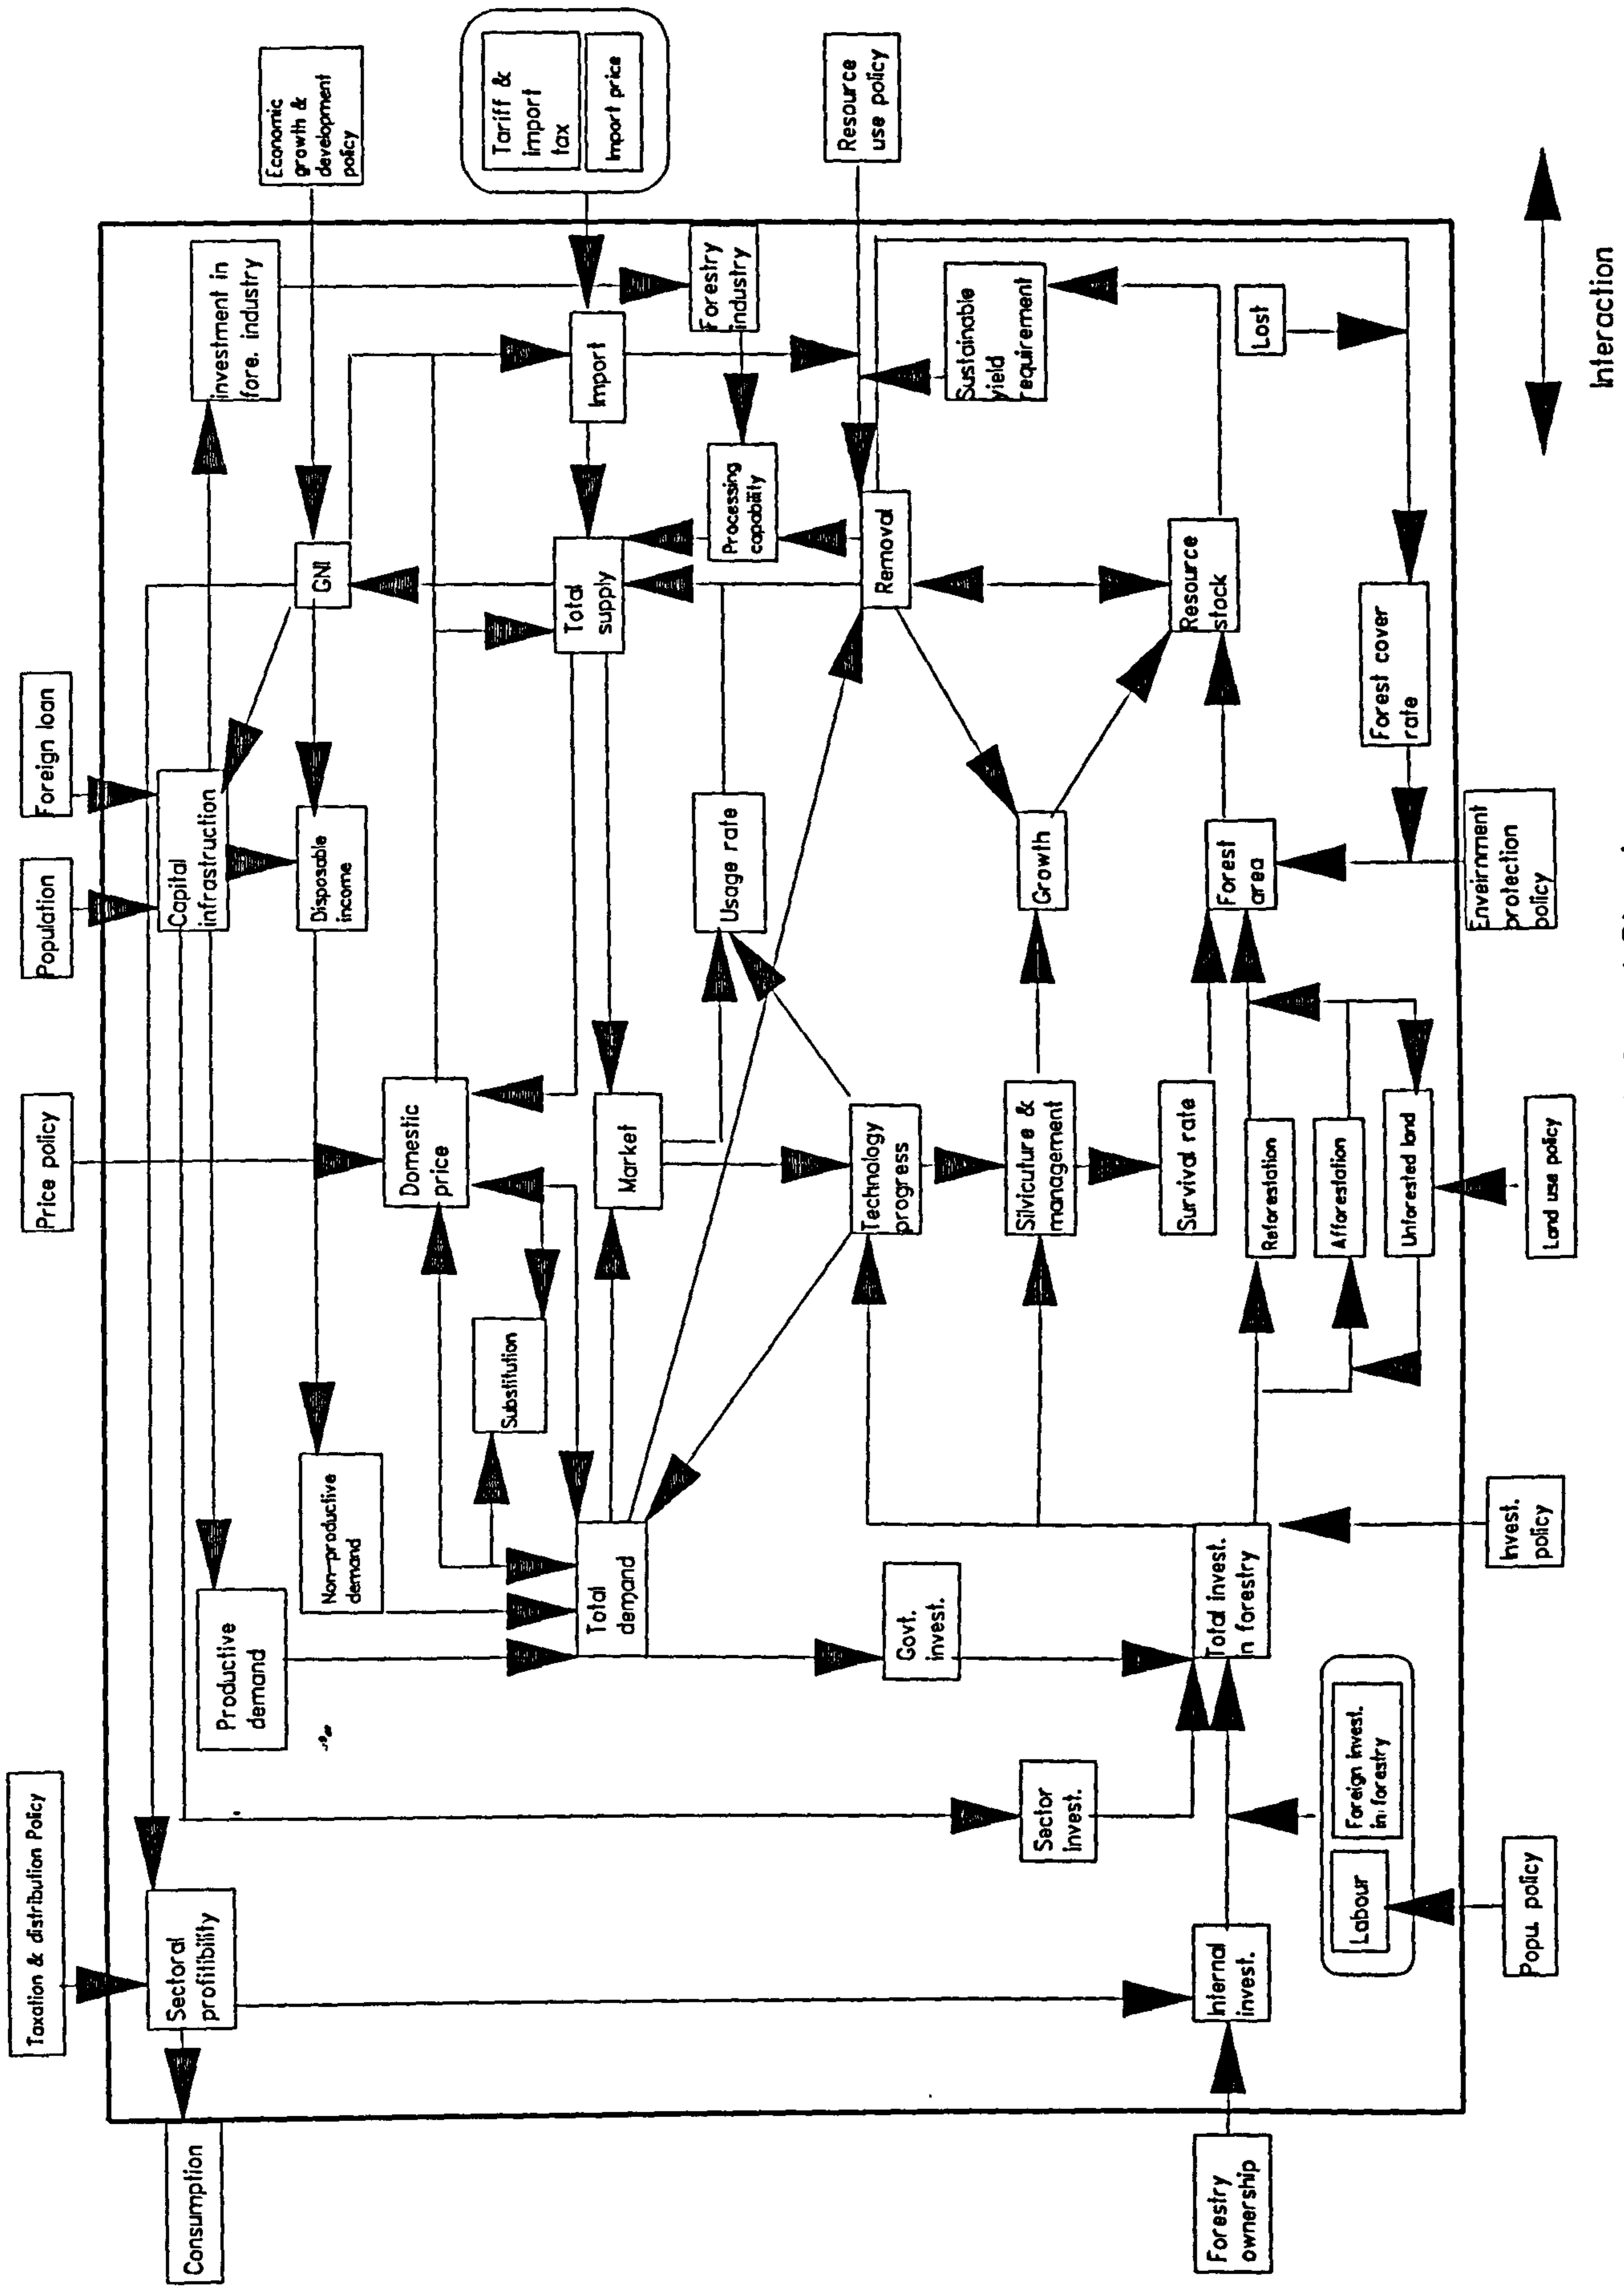 Taxation & distribution Policy
Price policy
Population
Foreign loan
Consumption
Sectoral
profitibility
Capital
infrastruction
investment in
fore. industry
Economic
growth &
development
policy
Productive
demand
Non-productive
demand
Disposable
income
GNI
Domestic
price
Substitution
Tariff &
import
tax
Import price
Total
demand
Market
Total
supply
Import
Forestry
industry
Usage rate
Processing
capability
Resource
use policy
Govt.
invest.
Technology
progress
Removal
Sustainable
yield
requirement
Sector
invest.
Silvicuture &
management
Growth
Forestry
ownership
Internal
invest.
Total invest.
in forestry
Survival rate
Forest
area
Resource
stock
Lost
Reforestation
Afforestation
Unforested land
Forest cover
rate
Labour
Foreign invest.
in forestry
Popu. policy
Invest.
policy
Land use policy
Enveirnment
protection
policy
Interaction